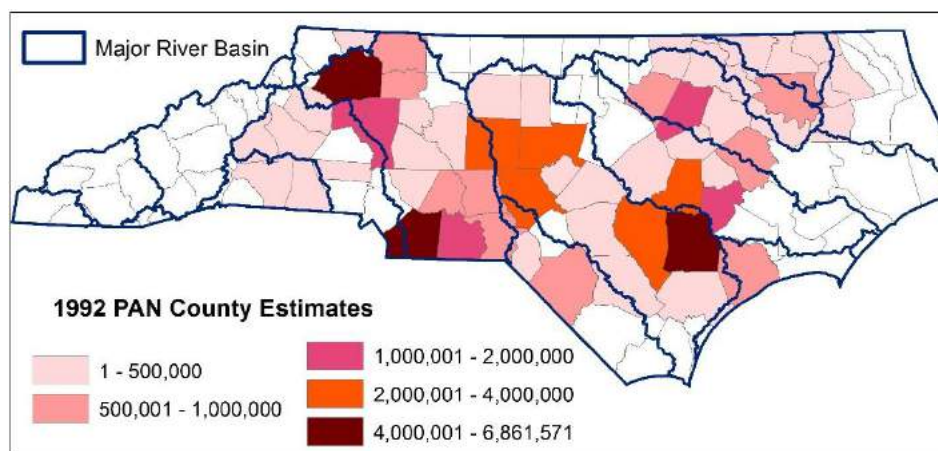 Major River Basin
1992 PAN County Estimates
1 - 500,000
500,001 - 1,000,000
1,000,001 - 2,000,000
2,000,001 - 4,000,000
4,000,001 - 6,861,571